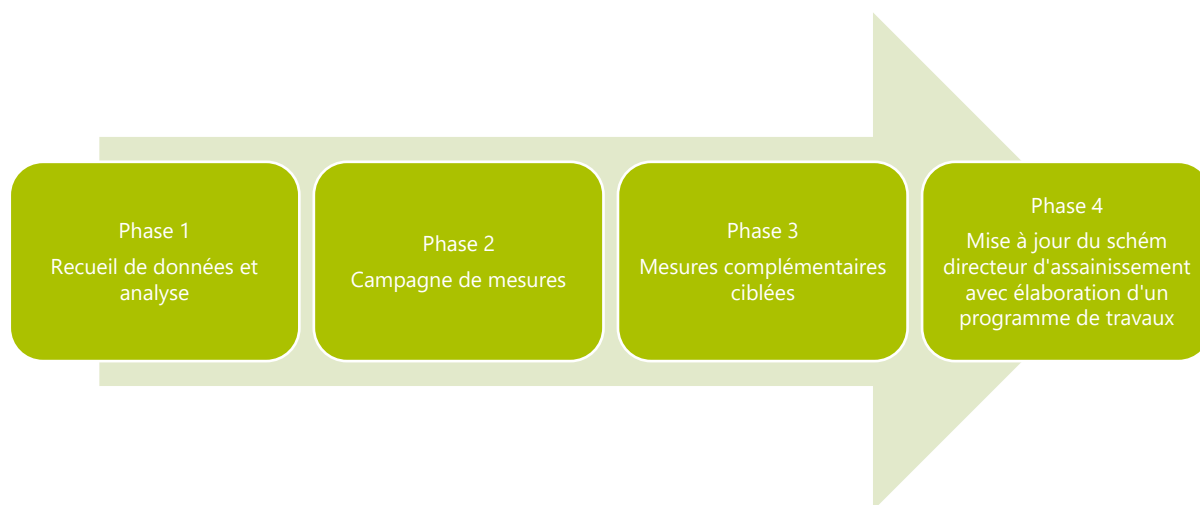 Phase 1
Recueil de données et
analyse
Phase 2
Campagne de mesures
Phase 3
Mesures complémentaires
ciblées
Phase 4
Mise à jour du schém
directeur d'assainissement
avec élaboration d'un
programme de travaux